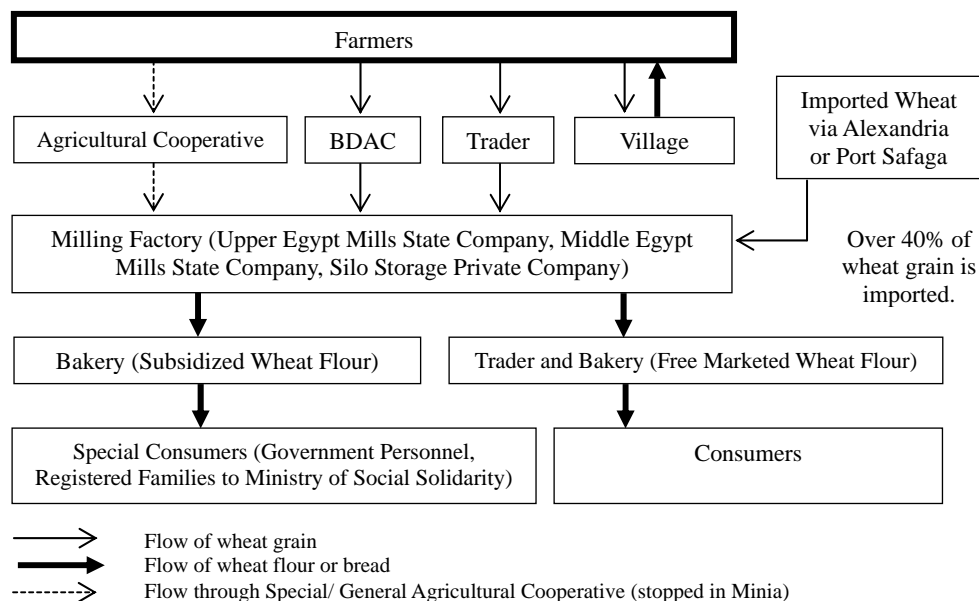 Farmers
Agricultural Cooperative
BDAC
Trader
Village
Imported Wheat
via Alexandria
or Port Safaga
Milling Factory (Upper Egypt Mills State Company, Middle Egypt
Mills State Company, Silo Storage Private Company)
Over 40% of
wheat grain is
imported.
Bakery (Subsidized Wheat Flour)
Trader and Bakery (Free Marketed Wheat Flour)
Special Consumers (Government Personnel,
Registered Families to Ministry of Social Solidarity)
Consumers
Flow of wheat grain
Flow of wheat flour or bread
Flow through Special/ General Agricultural Cooperative (stopped in Minia)